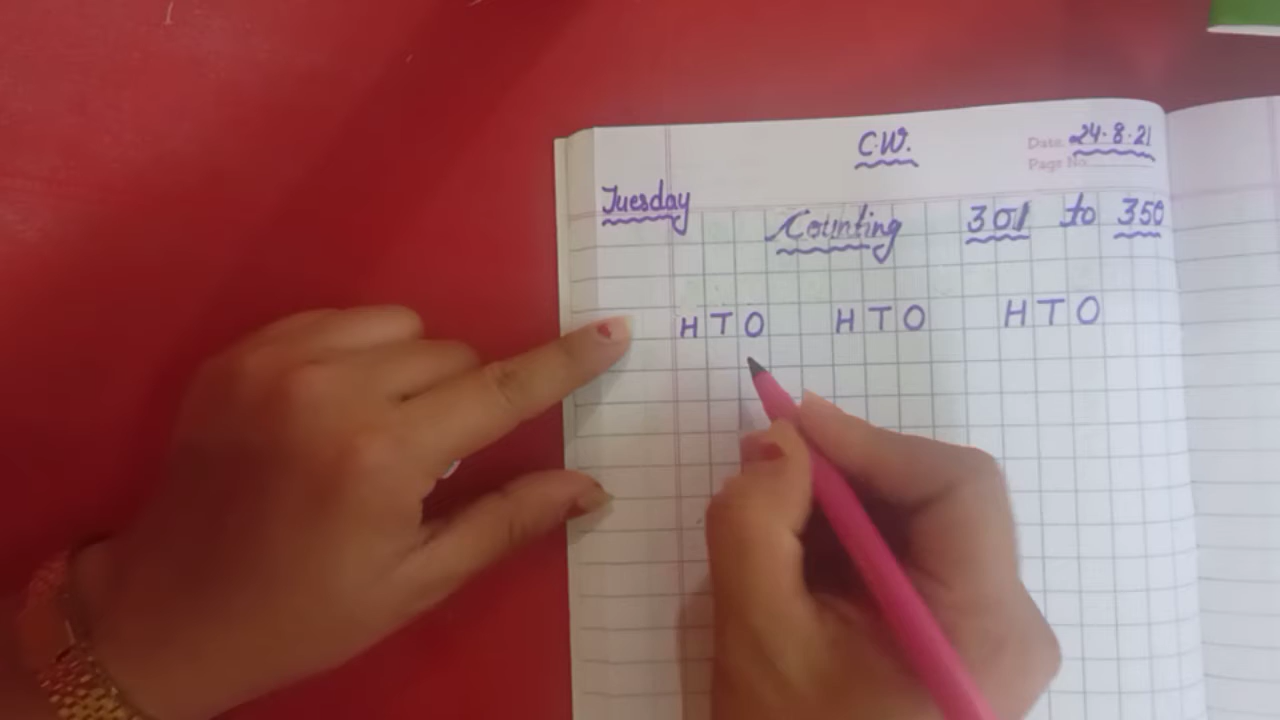 C.W.
Date: 24.8.21
Page No.
Tuesday
Counting 301 to 350
H T O H T O H T O